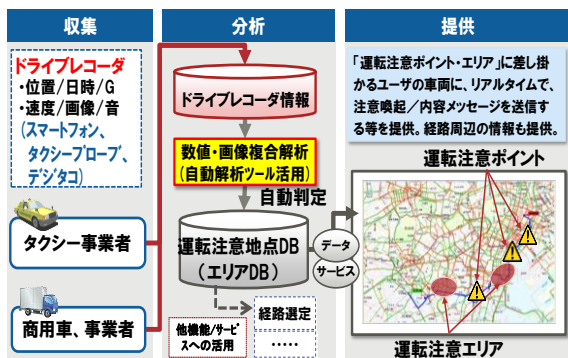 収集
ドライブレコーダ
・位置/日時/G
・速度/画像/音
(スマートフォン、
タクシープローブ、
デジタコ)
タクシー事業者
商用車、事業者
分析
ドライブレコーダ情報
数値・画像複合解析
(自動解析ツール活用)
自動判定
運転注意地点DB
(エリアDB)
データ
サービス
他機能/サービ
スへの活用
経路選定
……
提供
「運転注意ポイント・エリア」に差し掛
かるユーザの車両に、リアルタイムで、
注意喚起／内容メッセージを送信す
る等を提供。経路周辺の情報も提供。
運転注意ポイント
運転注意エリア